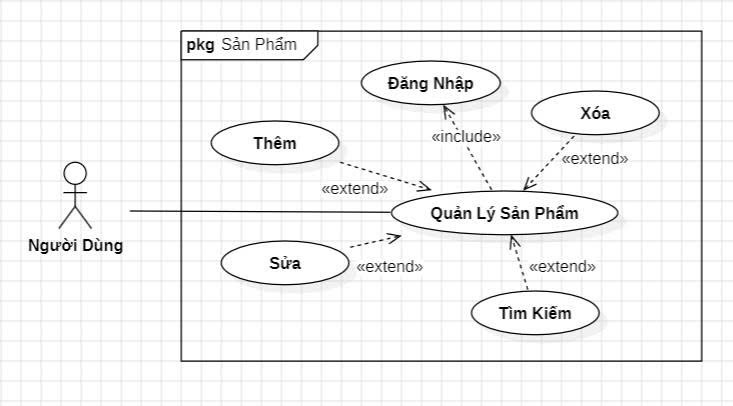 pkg Sản Phẩm
Đăng Nhập
Xóa
Thêm
«include»
«extend»
«extend»
Quản Lý Sản Phẩm
Người Dùng
Sửa
«extend»
«extend»
Tìm Kiếm